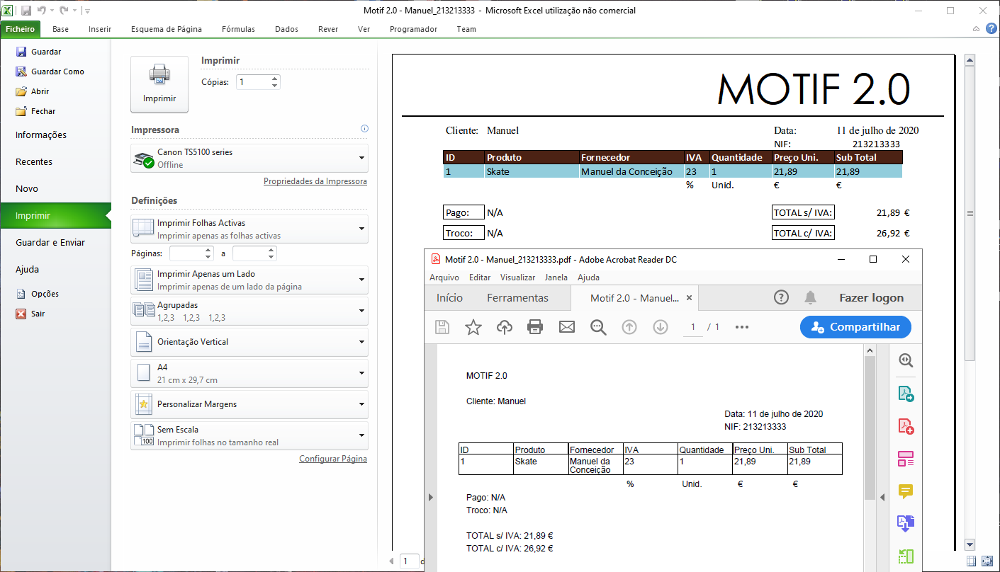 Motif 2.0 - Manuel_213213333 - Microsoft Excel utilização não comercial
Ficheiro Base Inserir Esquema de Página Fórmulas Dados Rever Ver Programador Team
Guardar
Guardar Como
Abrir
Fechar
Informações
Recentes
Novo
Imprimir
Guardar e Enviar
Ajuda
Opções
Sair
Imprimir
Imprimir
Cópias: 1
Impressora
Canon TS5100 series
Offline
Propriedades da Impressora
Definições
Imprimir Folhas Activas
Imprimir apenas as folhas activas
Páginas: a
Imprimir Apenas um Lado
Imprimir apenas de um lado da página
Agrupadas
1,2,3 1,2,3 1,2,3
Orientação Vertical
A4
21 cm x 29,7 cm
Personalizar Margens
Sem Escala
100
Imprimir folhas no tamanho real
Configurar Página
MOTIF 2.0
Cliente: Manuel Data: 11 de julho de 2020
NIF: 213213333
ID Produto Fornecedor IVA Quantidade Preço Uni. Sub Total
1 Skate Manuel da Conceição 23 1 21,89 21,89
% Unid. € €
Pago: N/A TOTAL s/ IVA: 21,89 €
Troco: N/A TOTAL c/ IVA: 26,92 €
1 d
Motif 2.0 - Manuel_213213333.pdf - Adobe Acrobat Reader DC
Arquivo Editar Visualizar Janela Ajuda
Início Ferramentas Motif 2.0 - Manuel... × Fazer logon
1 / 1 Compartilhar
MOTIF 2.0
Cliente: Manuel
Data: 11 de julho de 2020
NIF: 213213333
ID Produto Fornecedor IVA Quantidade Preço Uni. Sub Total
1 Skate Manuel da Conceição 23 1 21,89 21,89
% Unid. € €
Pago: N/A
Troco: N/A
TOTAL s/ IVA: 21,89 €
TOTAL c/ IVA: 26,92 €